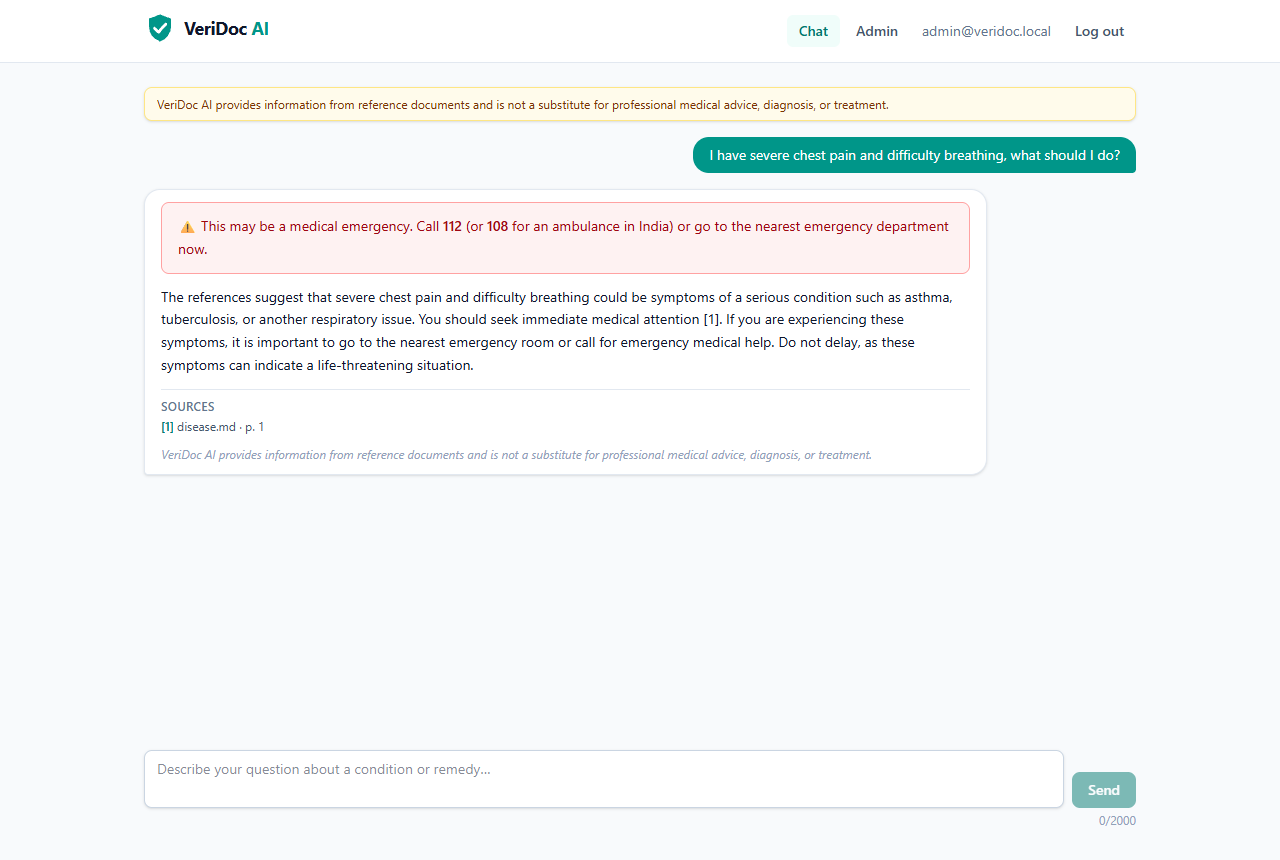 VeriDoc AI
Chat
Admin
admin@veridoc.local
Log out
VeriDoc AI provides information from reference documents and is not a substitute for professional medical advice, diagnosis, or treatment.
I have severe chest pain and difficulty breathing, what should I do?
⚠️ This may be a medical emergency. Call 112 (or 108 for an ambulance in India) or go to the nearest emergency department
now.
The references suggest that severe chest pain and difficulty breathing could be symptoms of a serious condition such as asthma,
tuberculosis, or another respiratory issue. You should seek immediate medical attention [1]. If you are experiencing these
symptoms, it is important to go to the nearest emergency room or call for emergency medical help. Do not delay, as these
symptoms can indicate a life-threatening situation.
SOURCES
[1] disease.md · p. 1
VeriDoc AI provides information from reference documents and is not a substitute for professional medical advice, diagnosis, or treatment.
Describe your question about a condition or remedy...
Send
0/2000